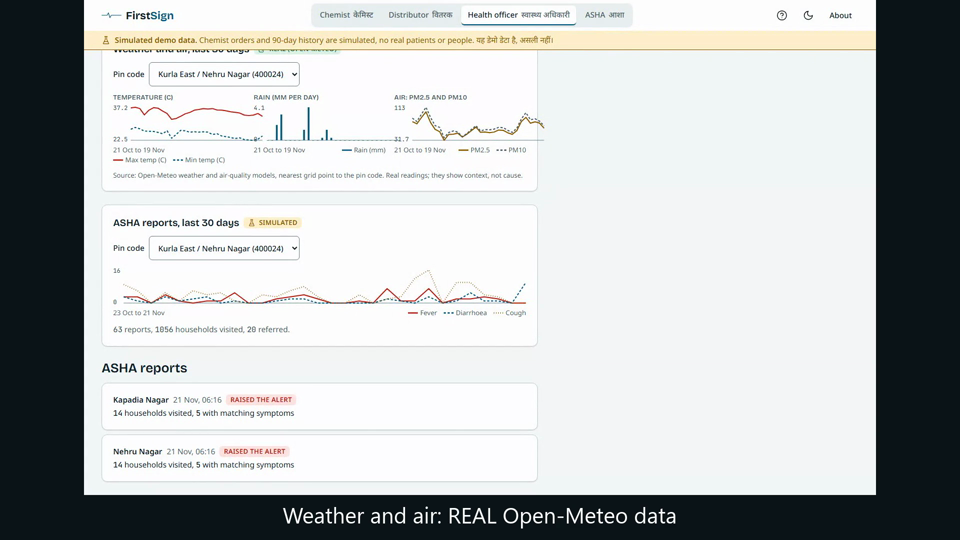 FirstSign
Chemist केमिस्ट
Distributor वितरक
Health officer स्वास्थ्य अधिकारी
ASHA आशा
About
Simulated demo data. Chemist orders and 90-day history are simulated, no real patients or people. यह डेमो डेटा है, असली नहीं।
Weather and air, last 30 days
Pin code
Kurla East / Nehru Nagar (400024)
TEMPERATURE (C)
37.2
22.5
21 Oct to 19 Nov
Max temp (C)
Min temp (C)
RAIN (MM PER DAY)
4.1
21 Oct to 19 Nov
Rain (mm)
AIR: PM2.5 AND PM10
113
31.7
21 Oct to 19 Nov
PM2.5
PM10
Source: Open-Meteo weather and air-quality models, nearest grid point to the pin code. Real readings; they show context, not cause.
ASHA reports, last 30 days
SIMULATED
Pin code
Kurla East / Nehru Nagar (400024)
16
0
23 Oct to 21 Nov
Fever
Diarrhoea
Cough
63 reports, 1056 households visited, 20 referred.
ASHA reports
Kapadia Nagar 21 Nov, 06:16 RAISED THE ALERT
14 households visited, 5 with matching symptoms
Nehru Nagar 21 Nov, 06:16 RAISED THE ALERT
14 households visited, 5 with matching symptoms
Weather and air: REAL Open-Meteo data